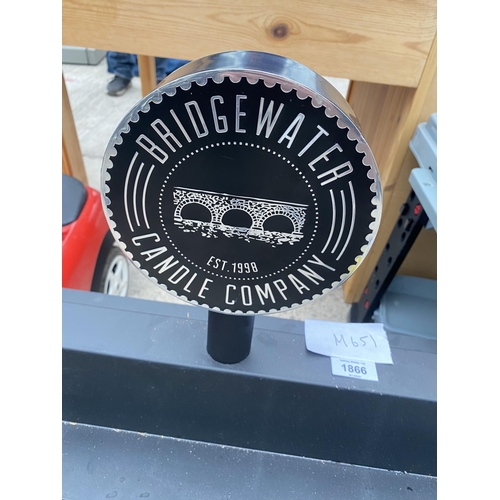 BRIDGEWATER
EST. 1998
CANDLE COMPANY
M651
1866